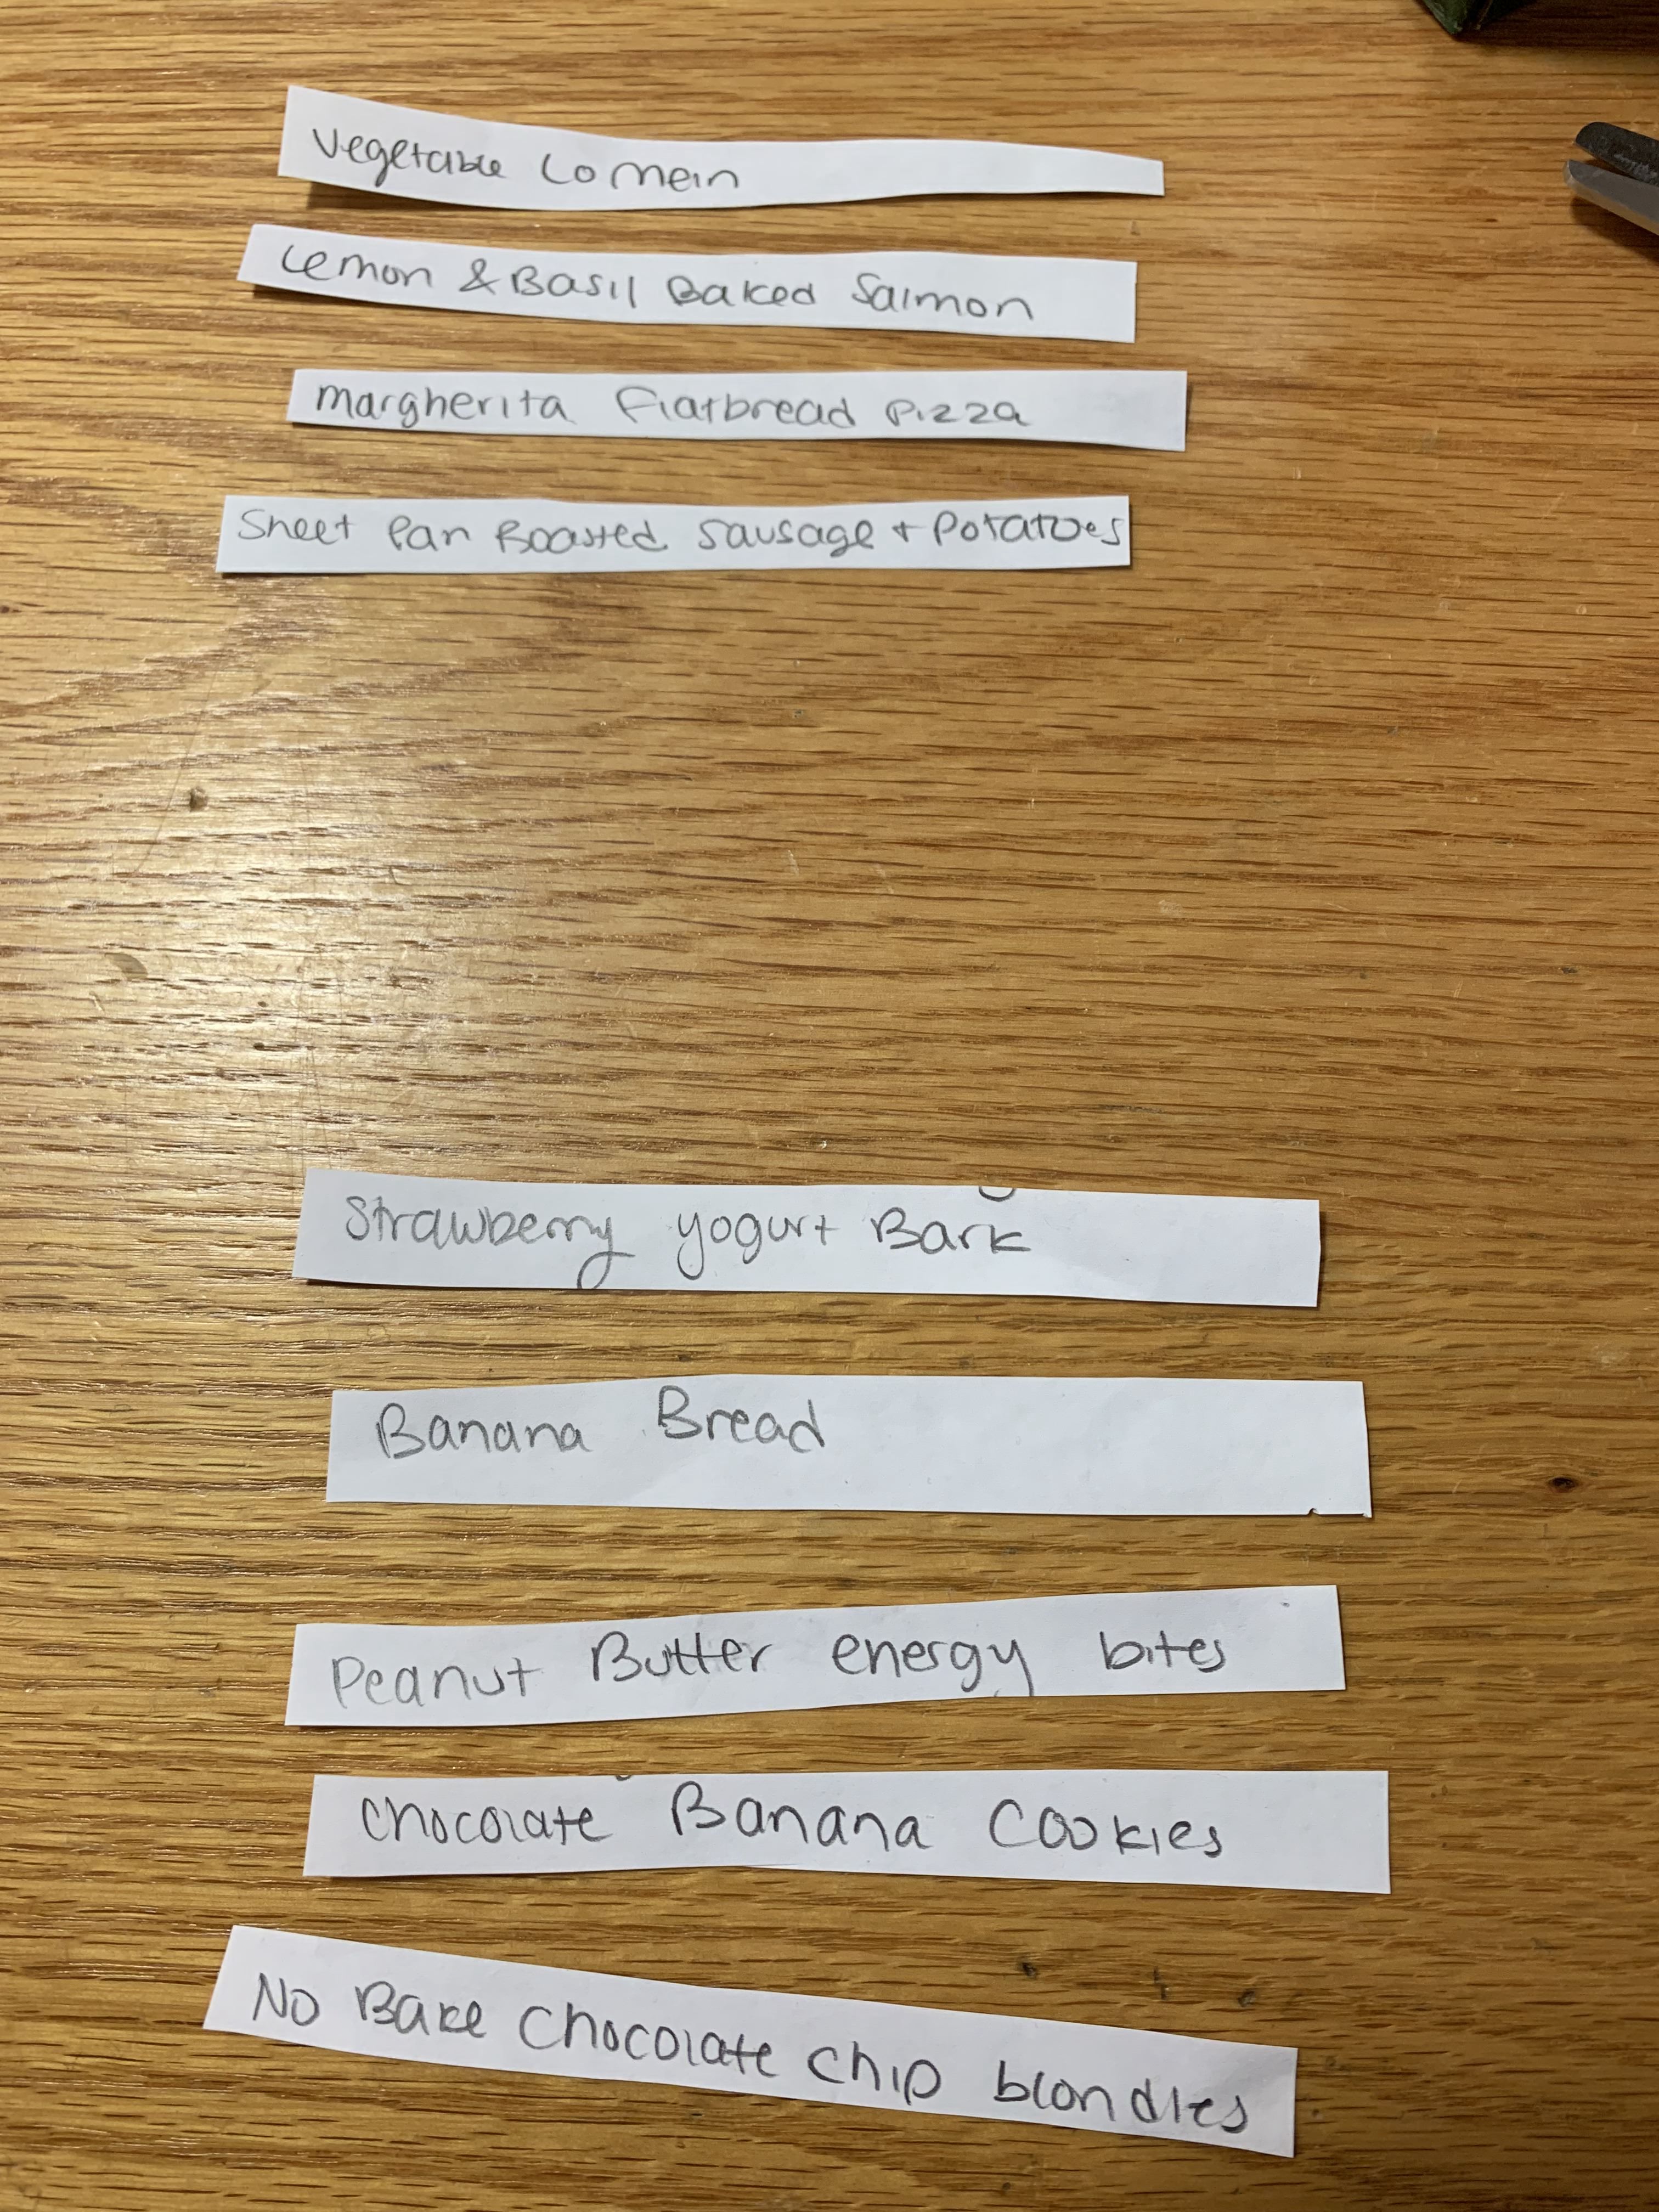 Vegetable Lo Mein
Lemon & Basil Baked Salmon
Margherita Flatbread Pizza
Sheet Pan Roasted Sausage + Potatoes
Strawberry yogurt Bark
Banana Bread
Peanut Butter energy bites
Chocolate Banana Cookies
No Bake Chocolate Chip blondies